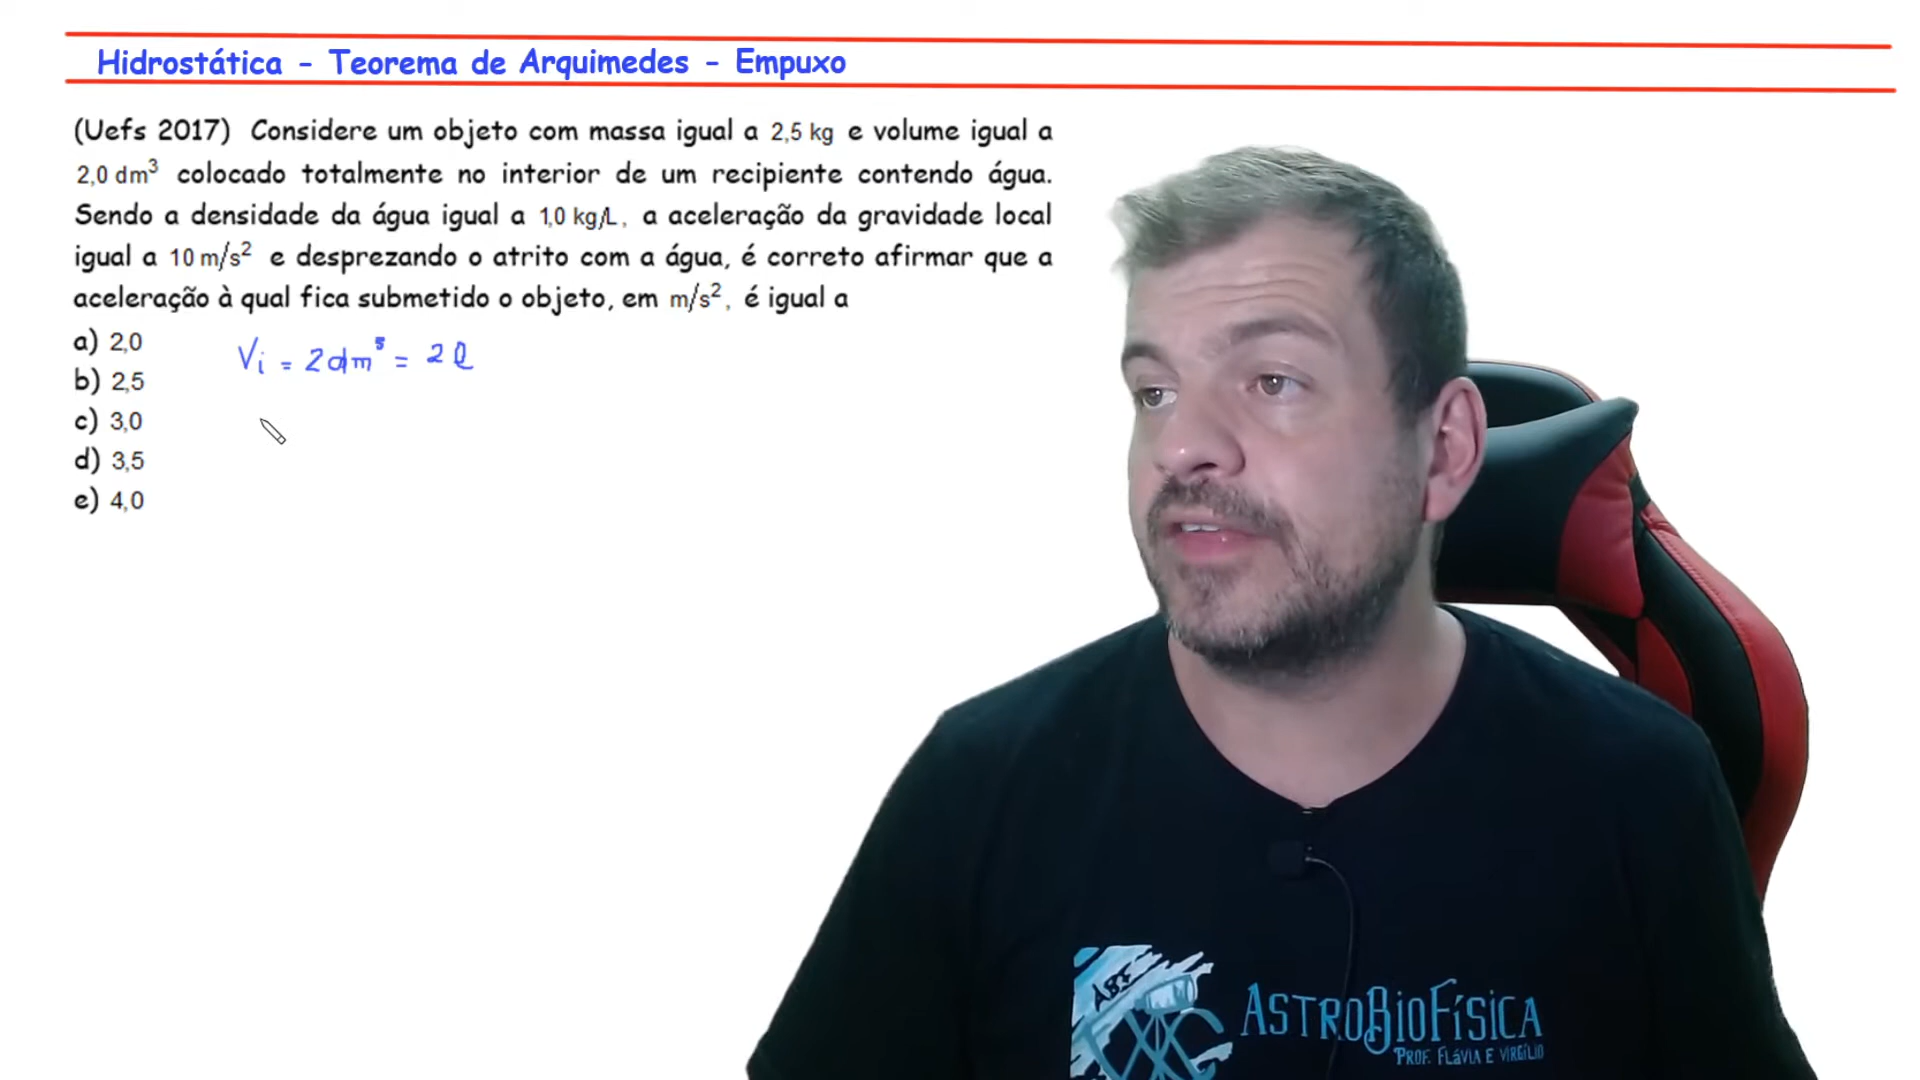 Hidrostática - Teorema de Arquimedes - Empuxo
(Uefs 2017) Considere um objeto com massa igual a 2,5 kg e volume igual a
2,0 dm³ colocado totalmente no interior de um recipiente contendo água.
Sendo a densidade da água igual a 1,0 kg/L, a aceleração da gravidade local
igual a 10 m/s² e desprezando o atrito com a água, é correto afirmar que a
aceleração à qual fica submetido o objeto, em m/s², é igual a
a) 2,0
b) 2,5
c) 3,0
d) 3,5
e) 4,0
Vi = 2dm³ = 2 l
ABF
ASTROBIOFÍSICA
PROF. FLÁVIA E VIRGÍLIO